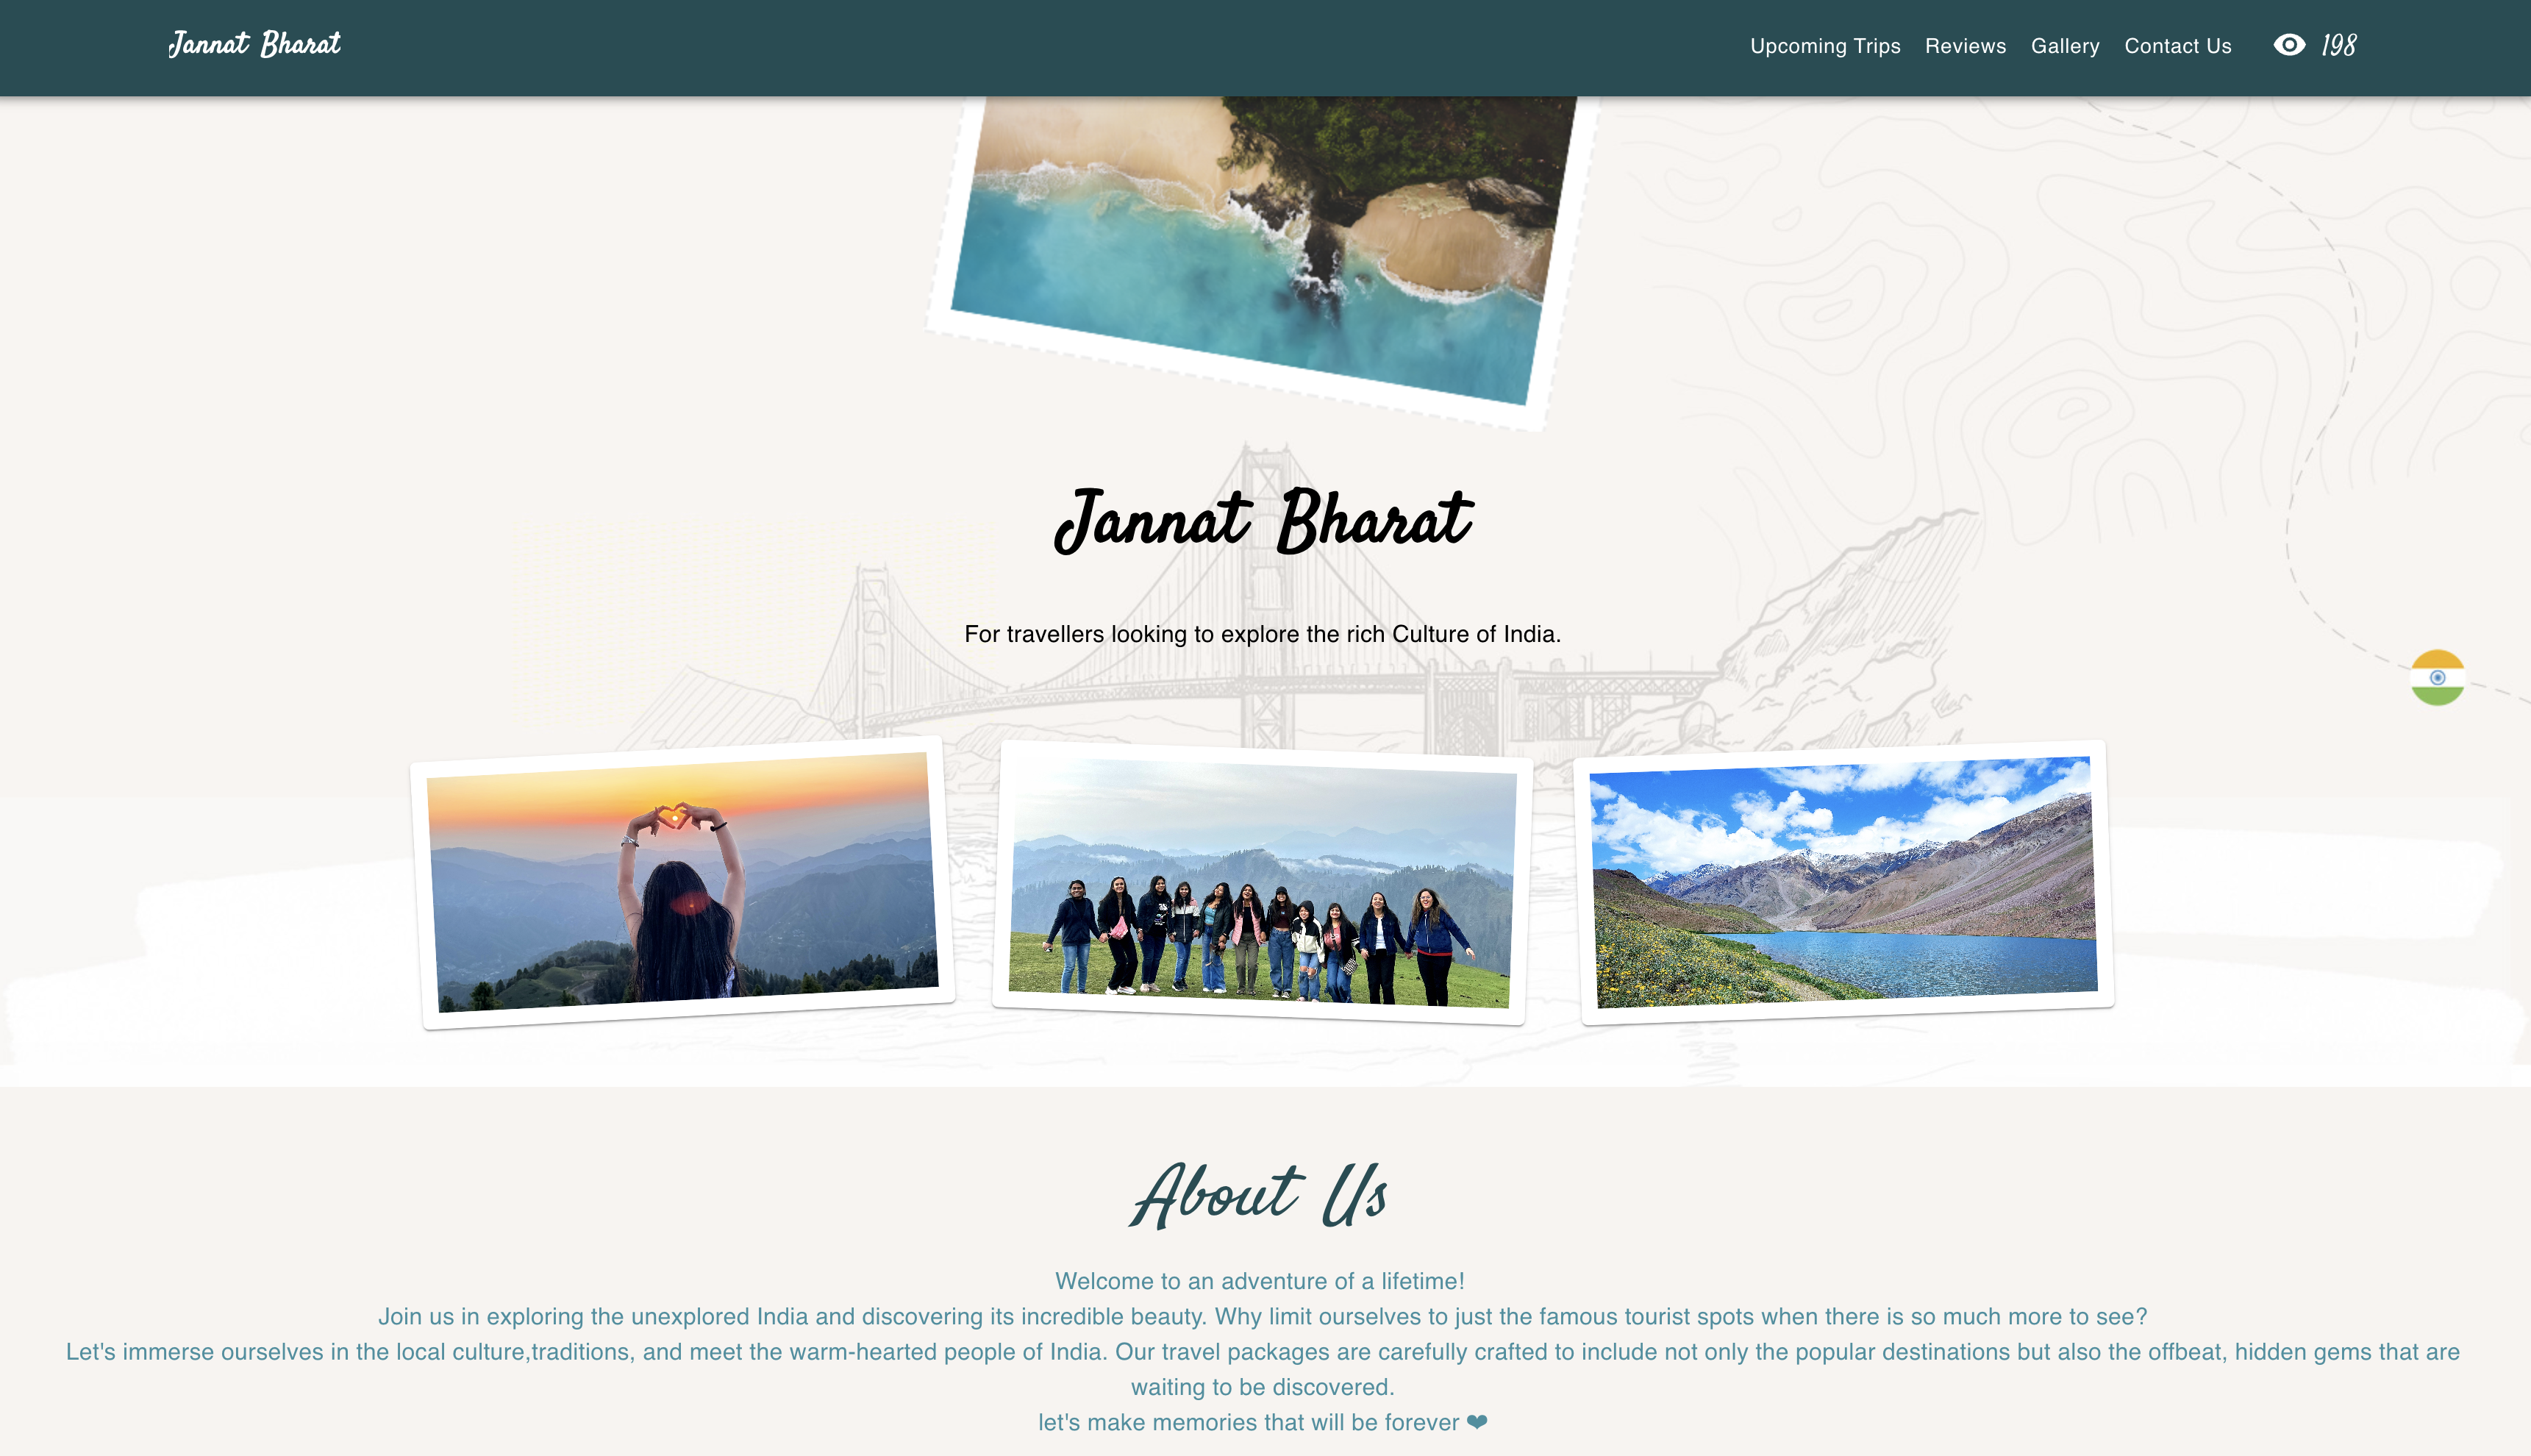 Jannat Bharat
Upcoming Trips Reviews Gallery Contact Us 198
Jannat Bharat
For travellers looking to explore the rich Culture of India.
About Us
Welcome to an adventure of a lifetime!
Join us in exploring the unexplored India and discovering its incredible beauty. Why limit ourselves to just the famous tourist spots when there is so much more to see?
Let's immerse ourselves in the local culture,traditions, and meet the warm-hearted people of India. Our travel packages are carefully crafted to include not only the popular destinations but also the offbeat, hidden gems that are
waiting to be discovered.
let's make memories that will be forever ❤